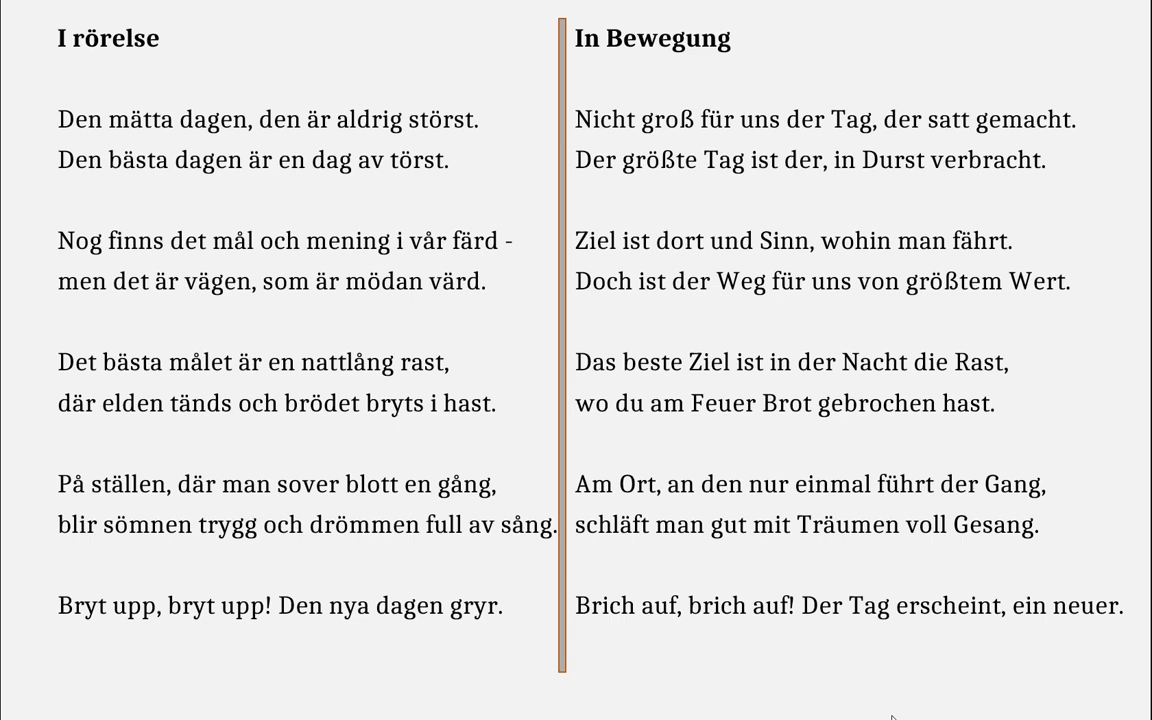 I rörelse
Den mätta dagen, den är aldrig störst.
Den bästa dagen är en dag av törst.
Nog finns det mål och mening i vår färd -
men det är vägen, som är mödan värd.
Det bästa målet är en nattlång rast,
där elden tänds och brödet bryts i hast.
På ställen, där man sover blott en gång,
blir sömnen trygg och drömmen full av sång.
Bryt upp, bryt upp! Den nya dagen gryr.
In Bewegung
Nicht groß für uns der Tag, der satt gemacht.
Der größte Tag ist der, in Durst verbracht.
Ziel ist dort und Sinn, wohin man fährt.
Doch ist der Weg für uns von größtem Wert.
Das beste Ziel ist in der Nacht die Rast,
wo du am Feuer Brot gebrochen hast.
Am Ort, an den nur einmal führt der Gang,
schläft man gut mit Träumen voll Gesang.
Brich auf, brich auf! Der Tag erscheint, ein neuer.